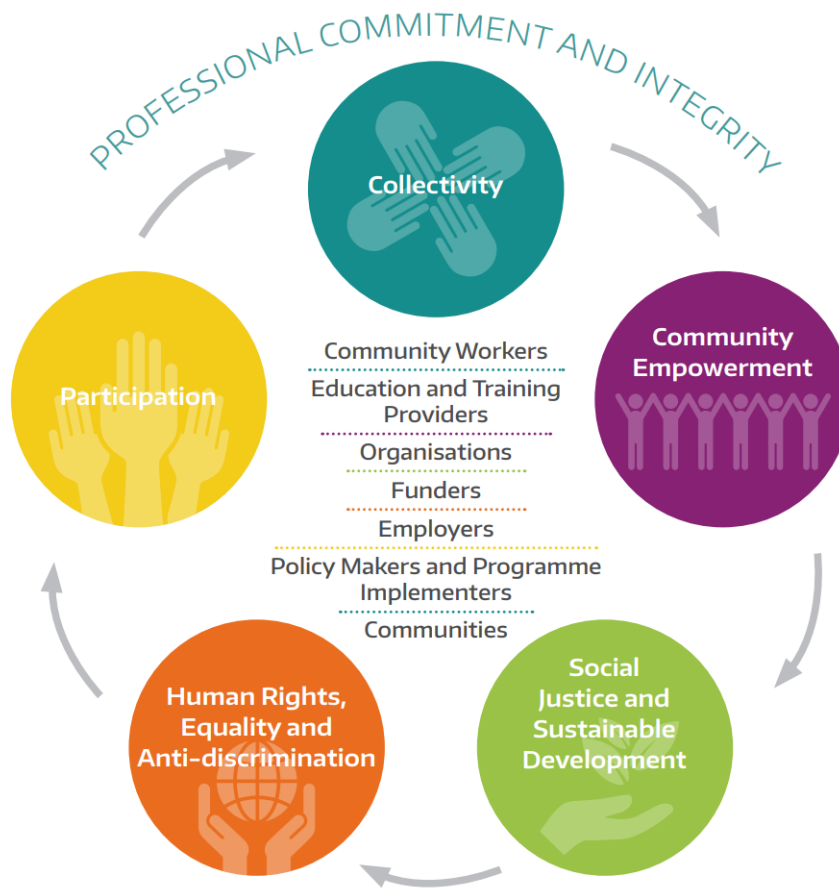 PROFESSIONAL COMMITMENT AND INTEGRITY
Collectivity
Community
Empowerment
Participation
Community Workers
Education and Training
Providers
Organisations
Funders
Employers
Policy Makers and Programme
Implementers
Communities
Social
Justice and
Sustainable
Development
Human Rights,
Equality and
Anti-discrimination